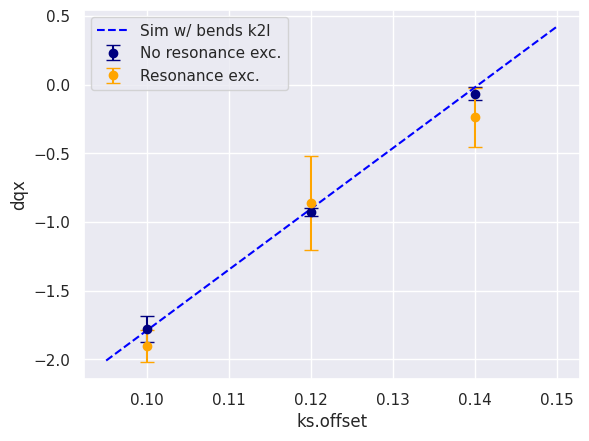 Sim w/ bends k2l
No resonance exc.
Resonance exc.
0.5
0.0
−0.5
−1.0
−1.5
−2.0
dqx
0.10 0.11 0.12 0.13 0.14 0.15
ks.offset